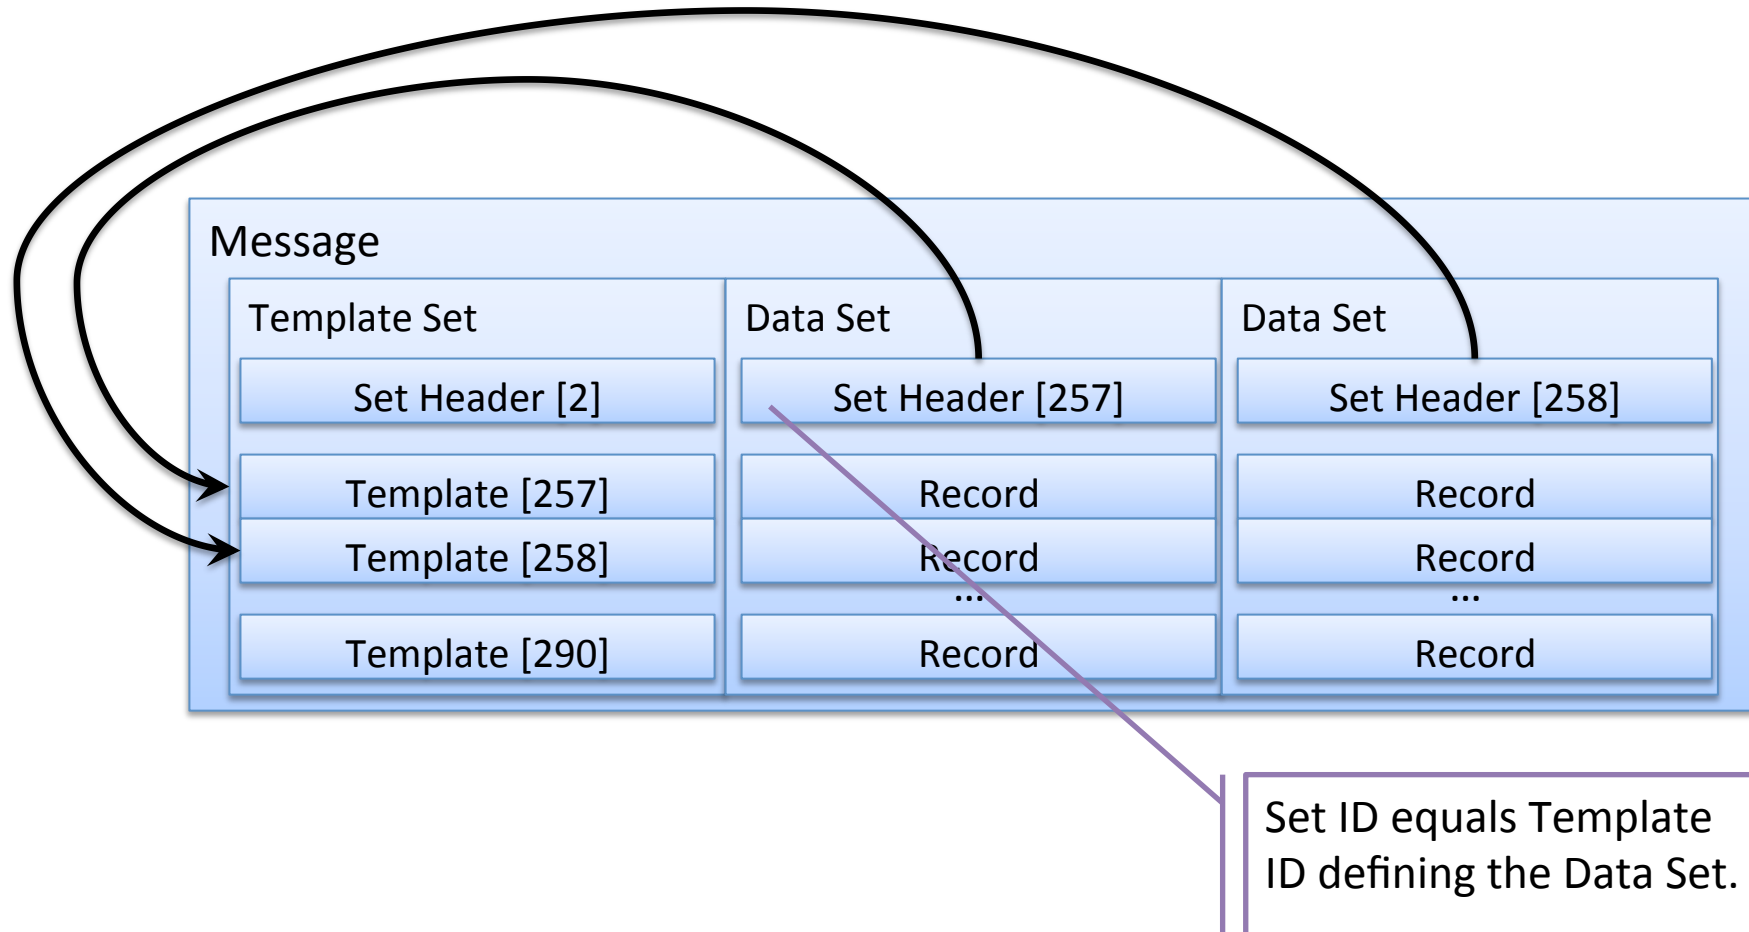 Message
Template Set
Set Header [2]
Template [257]
Template [258]
Template [290]
Data Set
Set Header [257]
Record
Record
...
Record
Data Set
Set Header [258]
Record
Record
...
Record
Set ID equals Template
ID defining the Data Set.